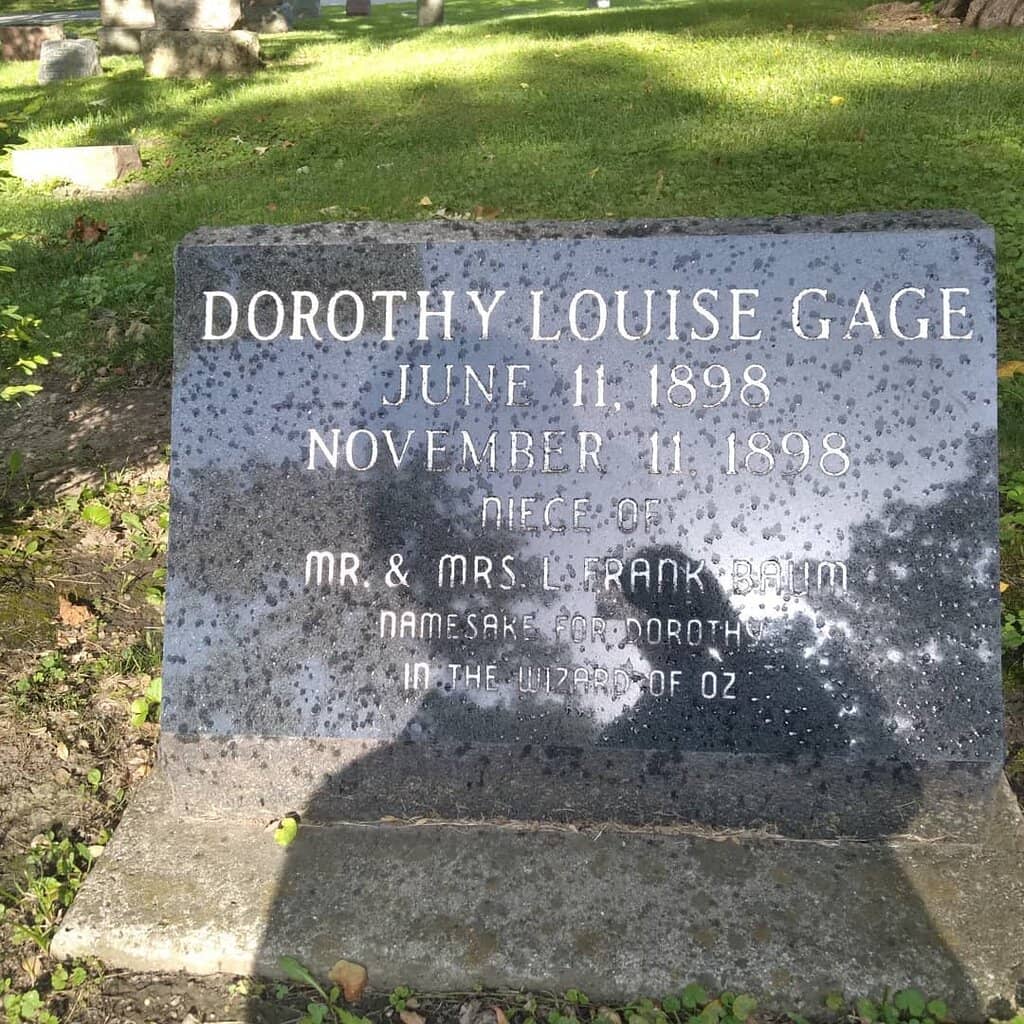 DOROTHY LOUISE GAGE
JUNE 11, 1898
NOVEMBER 11, 1898
NIECE OF
MR. & MRS. L. FRANK BAUM
NAMESAKE FOR DOROTHY
IN THE WIZARD OF OZ